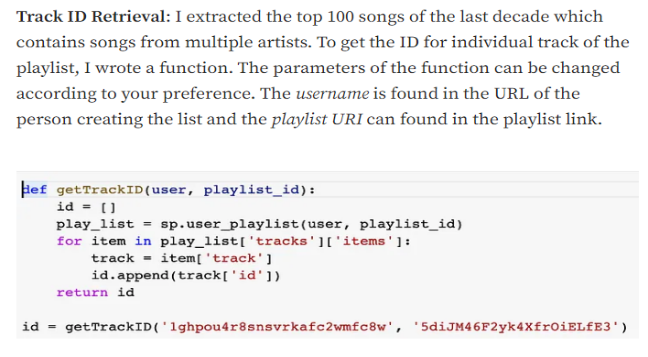 Track ID Retrieval: I extracted the top 100 songs of the last decade which
contains songs from multiple artists. To get the ID for individual track of the
playlist, I wrote a function. The parameters of the function can be changed
according to your preference. The username is found in the URL of the
person creating the list and the playlist URI can found in the playlist link.
def getTrackID(user, playlist_id):
    id = []
    play_list = sp.user_playlist(user, playlist_id)
    for item in play_list['tracks']['items']:
        track = item['track']
        id.append(track['id'])
    return id
id = getTrackID('1ghpou4r8snsvrkafc2wmfc8w', '5diJM46F2yk4XfrOiELfE3')